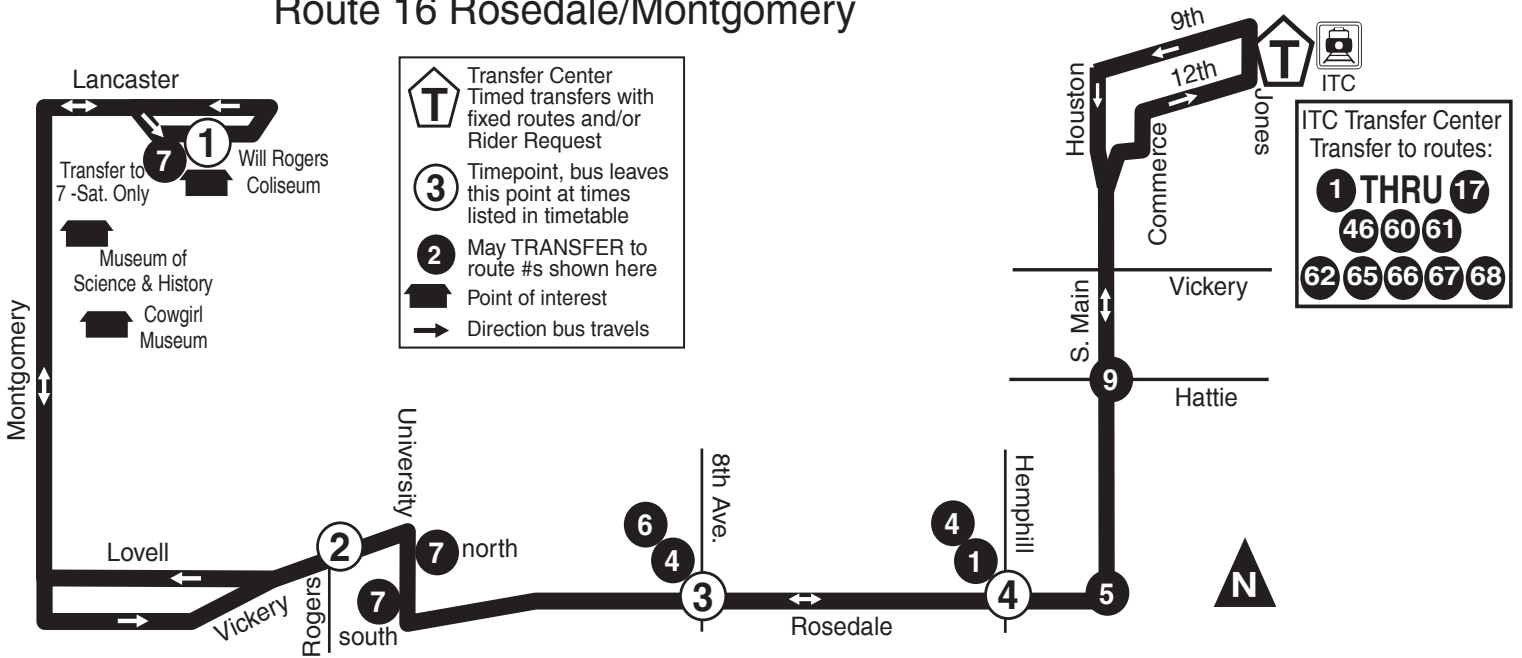 Route 16 Rosedale/Montgomery
Lancaster
1
7
Transfer to
7 -Sat. Only
Will Rogers
Coliseum
Museum of
Science & History
Cowgirl
Museum
Montgomery
T
Transfer Center
Timed transfers with
fixed routes and/or
Rider Request
3
Timepoint, bus leaves
this point at times
listed in timetable
2
May TRANSFER to
route #s shown here
Point of interest
Direction bus travels
9th
12th
Houston
Commerce
Jones
T
ITC
ITC Transfer Center
Transfer to routes:
1 THRU 17
46 60 61
62 65 66 67 68
Vickery
S. Main
9
Hattie
University
2
7 north
7
south
Lovell
Vickery
Rogers
8th Ave.
6
4
3
Rosedale
Hemphill
4
1
4
5
N